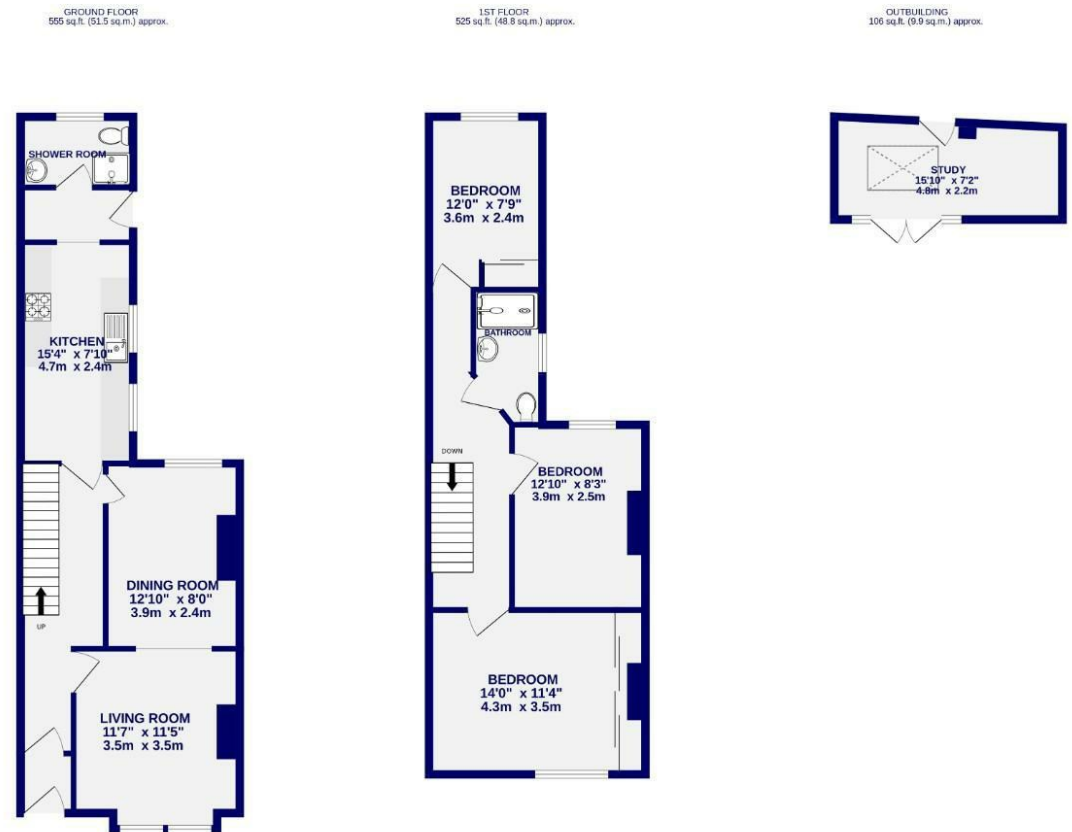 GROUND FLOOR
555 sq.ft. (51.5 sq.m.) approx.
SHOWER ROOM
KITCHEN
15'4" x 7'10"
4.7m x 2.4m
DINING ROOM
12'10" x 8'0"
3.9m x 2.4m
UP
LIVING ROOM
11'7" x 11'5"
3.5m x 3.5m
1ST FLOOR
525 sq.ft. (48.8 sq.m.) approx.
BEDROOM
12'0" x 7'9"
3.6m x 2.4m
BATHROOM
DOWN
BEDROOM
12'10" x 8'3"
3.9m x 2.5m
BEDROOM
14'0" x 11'4"
4.3m x 3.5m
OUTBUILDING
106 sq.ft. (9.9 sq.m.) approx.
STUDY
15'10" x 7'2"
4.8m x 2.2m